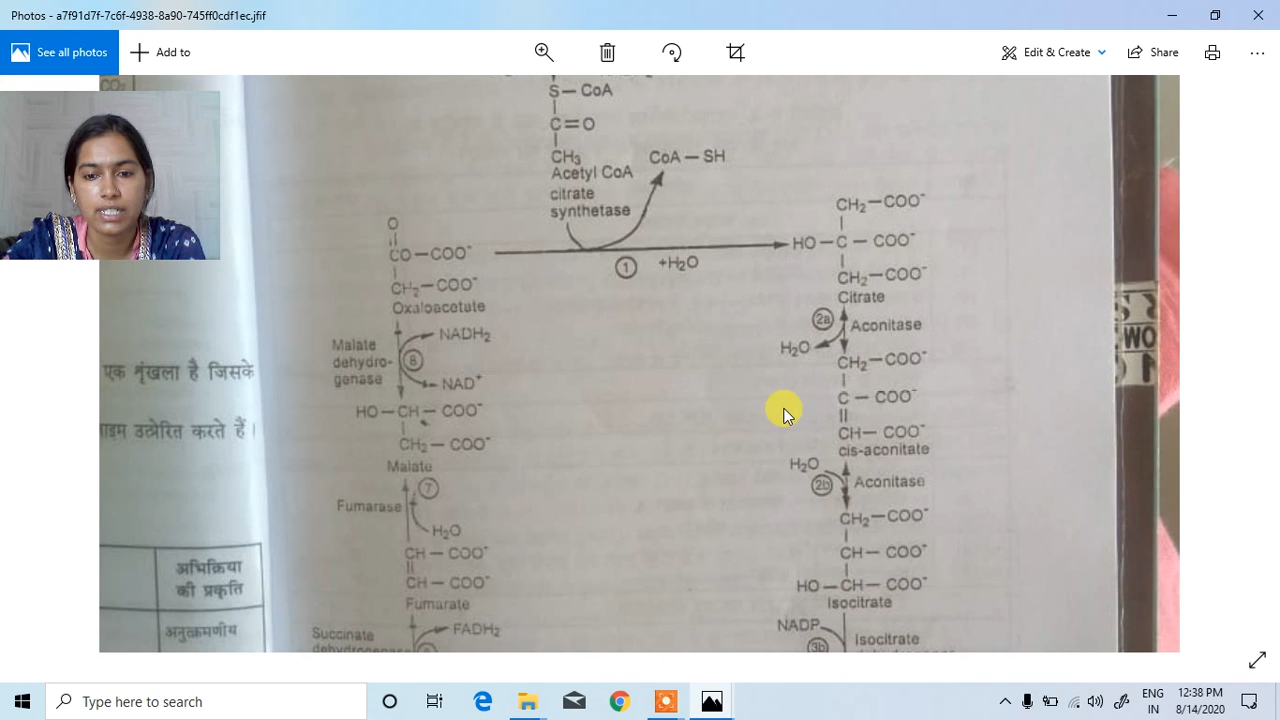 Photos - a7f91d7f-7c6f-4938-8a90-745ff0cdf1ec.jfif
See all photos
Add to
Edit & Create
Share
CO₂
S — CoA
C=O
CH₃
Acetyl CoA
CoA — SH
citrate
synthetase
1
+H₂O
O
CO—COO⁻
CH₂—COO⁻
Oxaloacetate
NADH₂
Malate
dehydro-
genase
8
NAD⁺
HO—CH—COO⁻
CH₂—COO⁻
Malate
7
Fumarase
H₂O
CH—COO⁻
CH—COO⁻
Fumarate
Succinate
dehydrogenase
FADH₂
CH₂—COO⁻
HO—C—COO⁻
CH₂—COO⁻
Citrate
2a
Aconitase
H₂O
CH₂—COO⁻
C—COO⁻
CH—COO⁻
cis-aconitate
H₂O
2b
Aconitase
CH₂—COO⁻
CH—COO⁻
HO—CH—COO⁻
Isocitrate
NADP
3b
Isocitrate
एक शृंखला है जिसके
उत्प्रेरित करते हैं।
अभिक्रिया
की प्रकृति
अनुत्क्रमणीय
Type here to search
ENG
IN
12:38 PM
8/14/2020